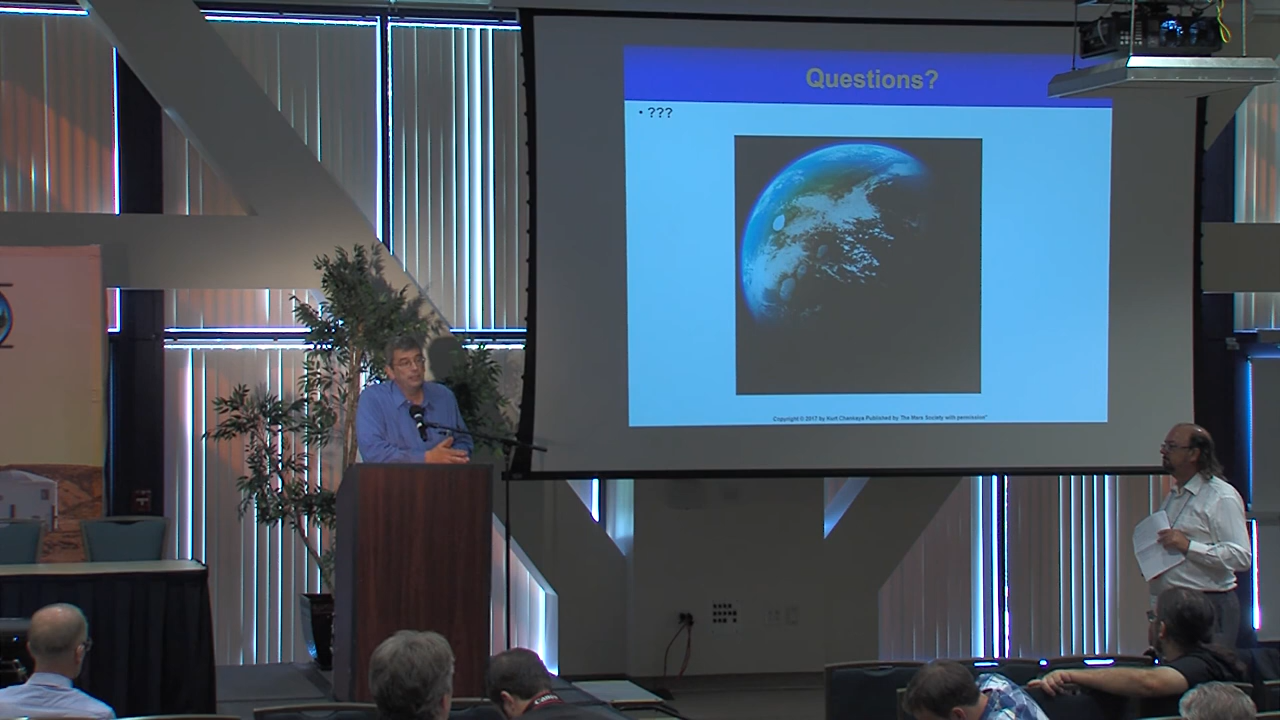 Questions?
• ???
Copyright © 2017 by Kurt Chankaya Published by "The Mars Society with permission"